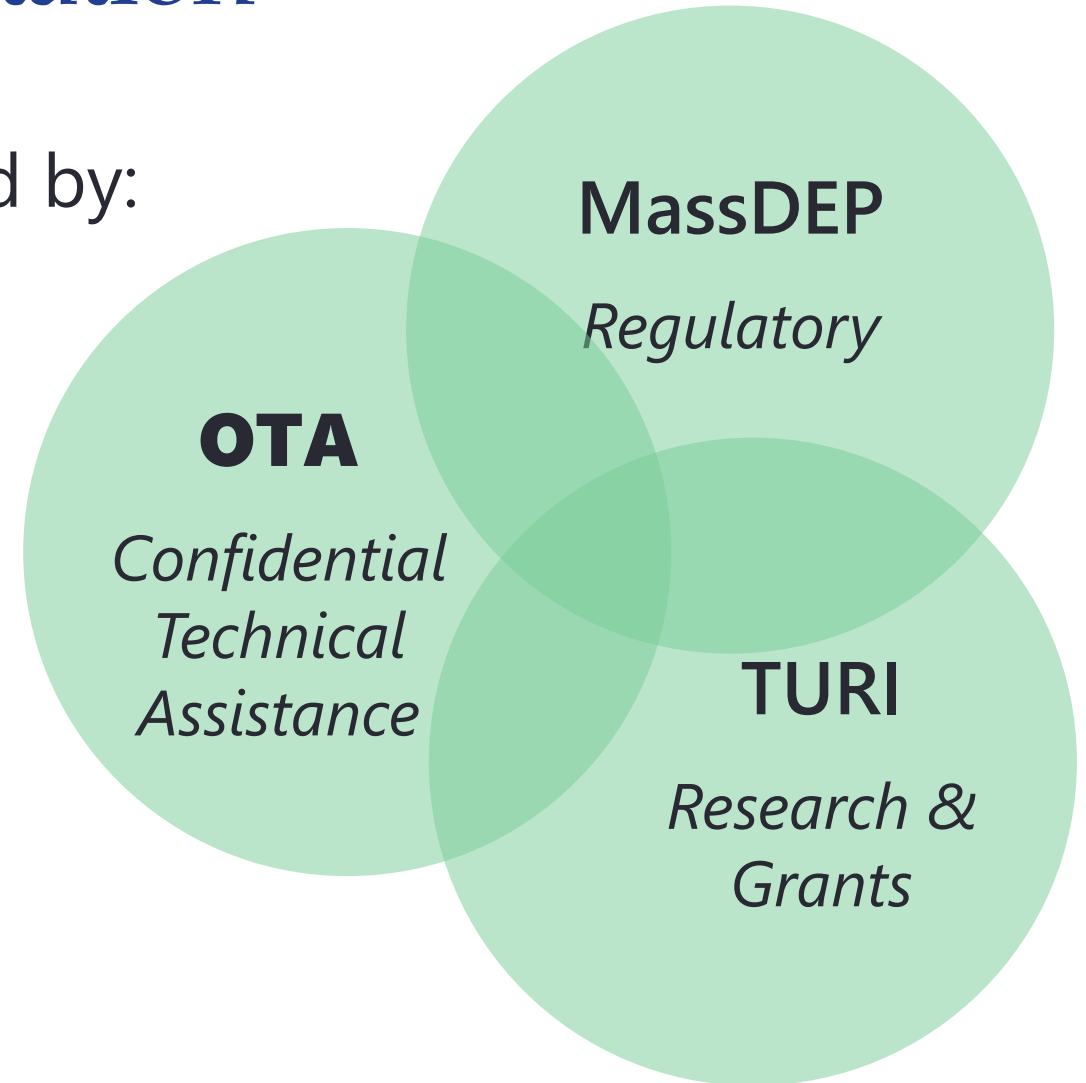 by:
MassDEP
Regulatory
OTA
Confidential
Technical
Assistance
TURI
Research &
Grants